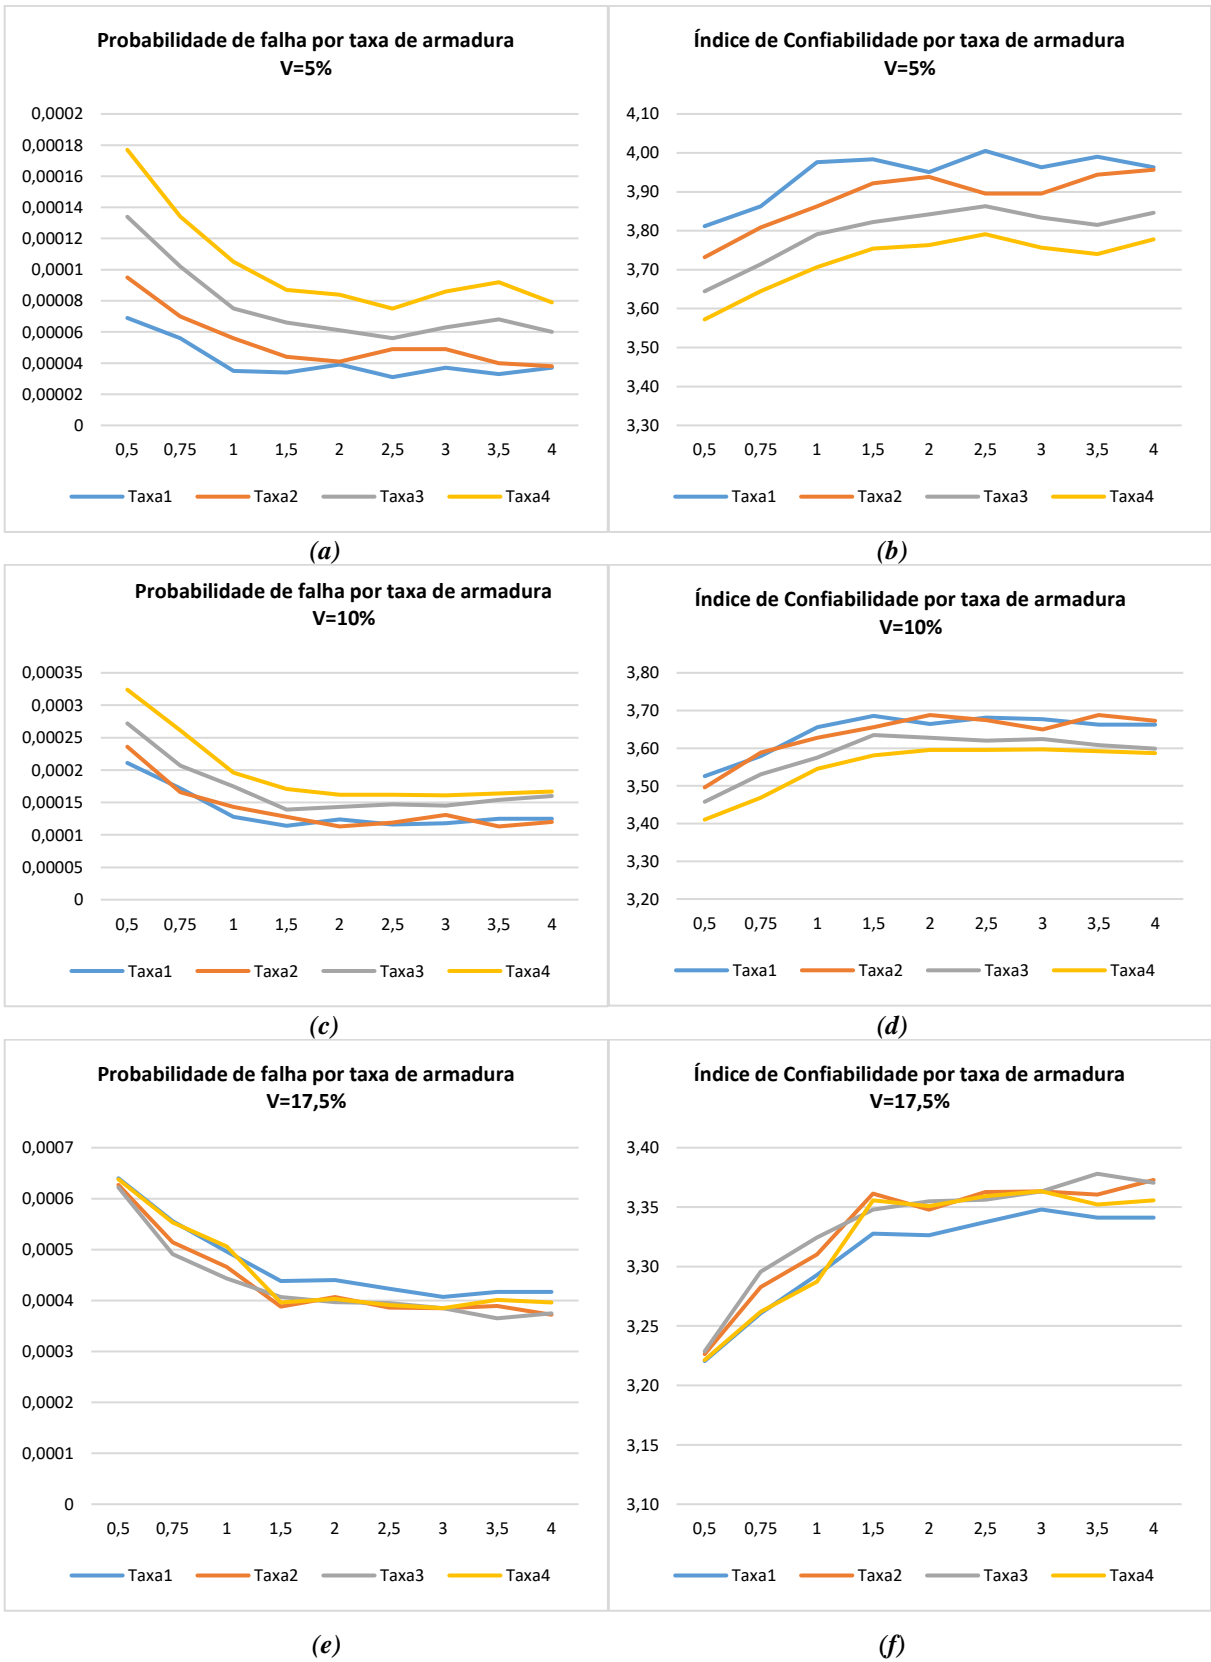 Probabilidade de falha por taxa de armadura
V=5%
0,0002
0,00018
0,00016
0,00014
0,00012
0,0001
0,00008
0,00006
0,00004
0,00002
0
0,5 0,75 1 1,5 2 2,5 3 3,5 4
Taxa1 Taxa2 Taxa3 Taxa4
(a)
Índice de Confiabilidade por taxa de armadura
V=5%
4,10
4,00
3,90
3,80
3,70
3,60
3,50
3,40
3,30
0,5 0,75 1 1,5 2 2,5 3 3,5 4
Taxa1 Taxa2 Taxa3 Taxa4
(b)
Probabilidade de falha por taxa de armadura
V=10%
0,00035
0,0003
0,00025
0,0002
0,00015
0,0001
0,00005
0
0,5 0,75 1 1,5 2 2,5 3 3,5 4
Taxa1 Taxa2 Taxa3 Taxa4
(c)
Índice de Confiabilidade por taxa de armadura
V=10%
3,80
3,70
3,60
3,50
3,40
3,30
3,20
0,5 0,75 1 1,5 2 2,5 3 3,5 4
Taxa1 Taxa2 Taxa3 Taxa4
(d)
Probabilidade de falha por taxa de armadura
V=17,5%
0,0007
0,0006
0,0005
0,0004
0,0003
0,0002
0,0001
0
0,5 0,75 1 1,5 2 2,5 3 3,5 4
Taxa1 Taxa2 Taxa3 Taxa4
(e)
Índice de Confiabilidade por taxa de armadura
V=17,5%
3,40
3,35
3,30
3,25
3,20
3,15
3,10
0,5 0,75 1 1,5 2 2,5 3 3,5 4
Taxa1 Taxa2 Taxa3 Taxa4
(f)